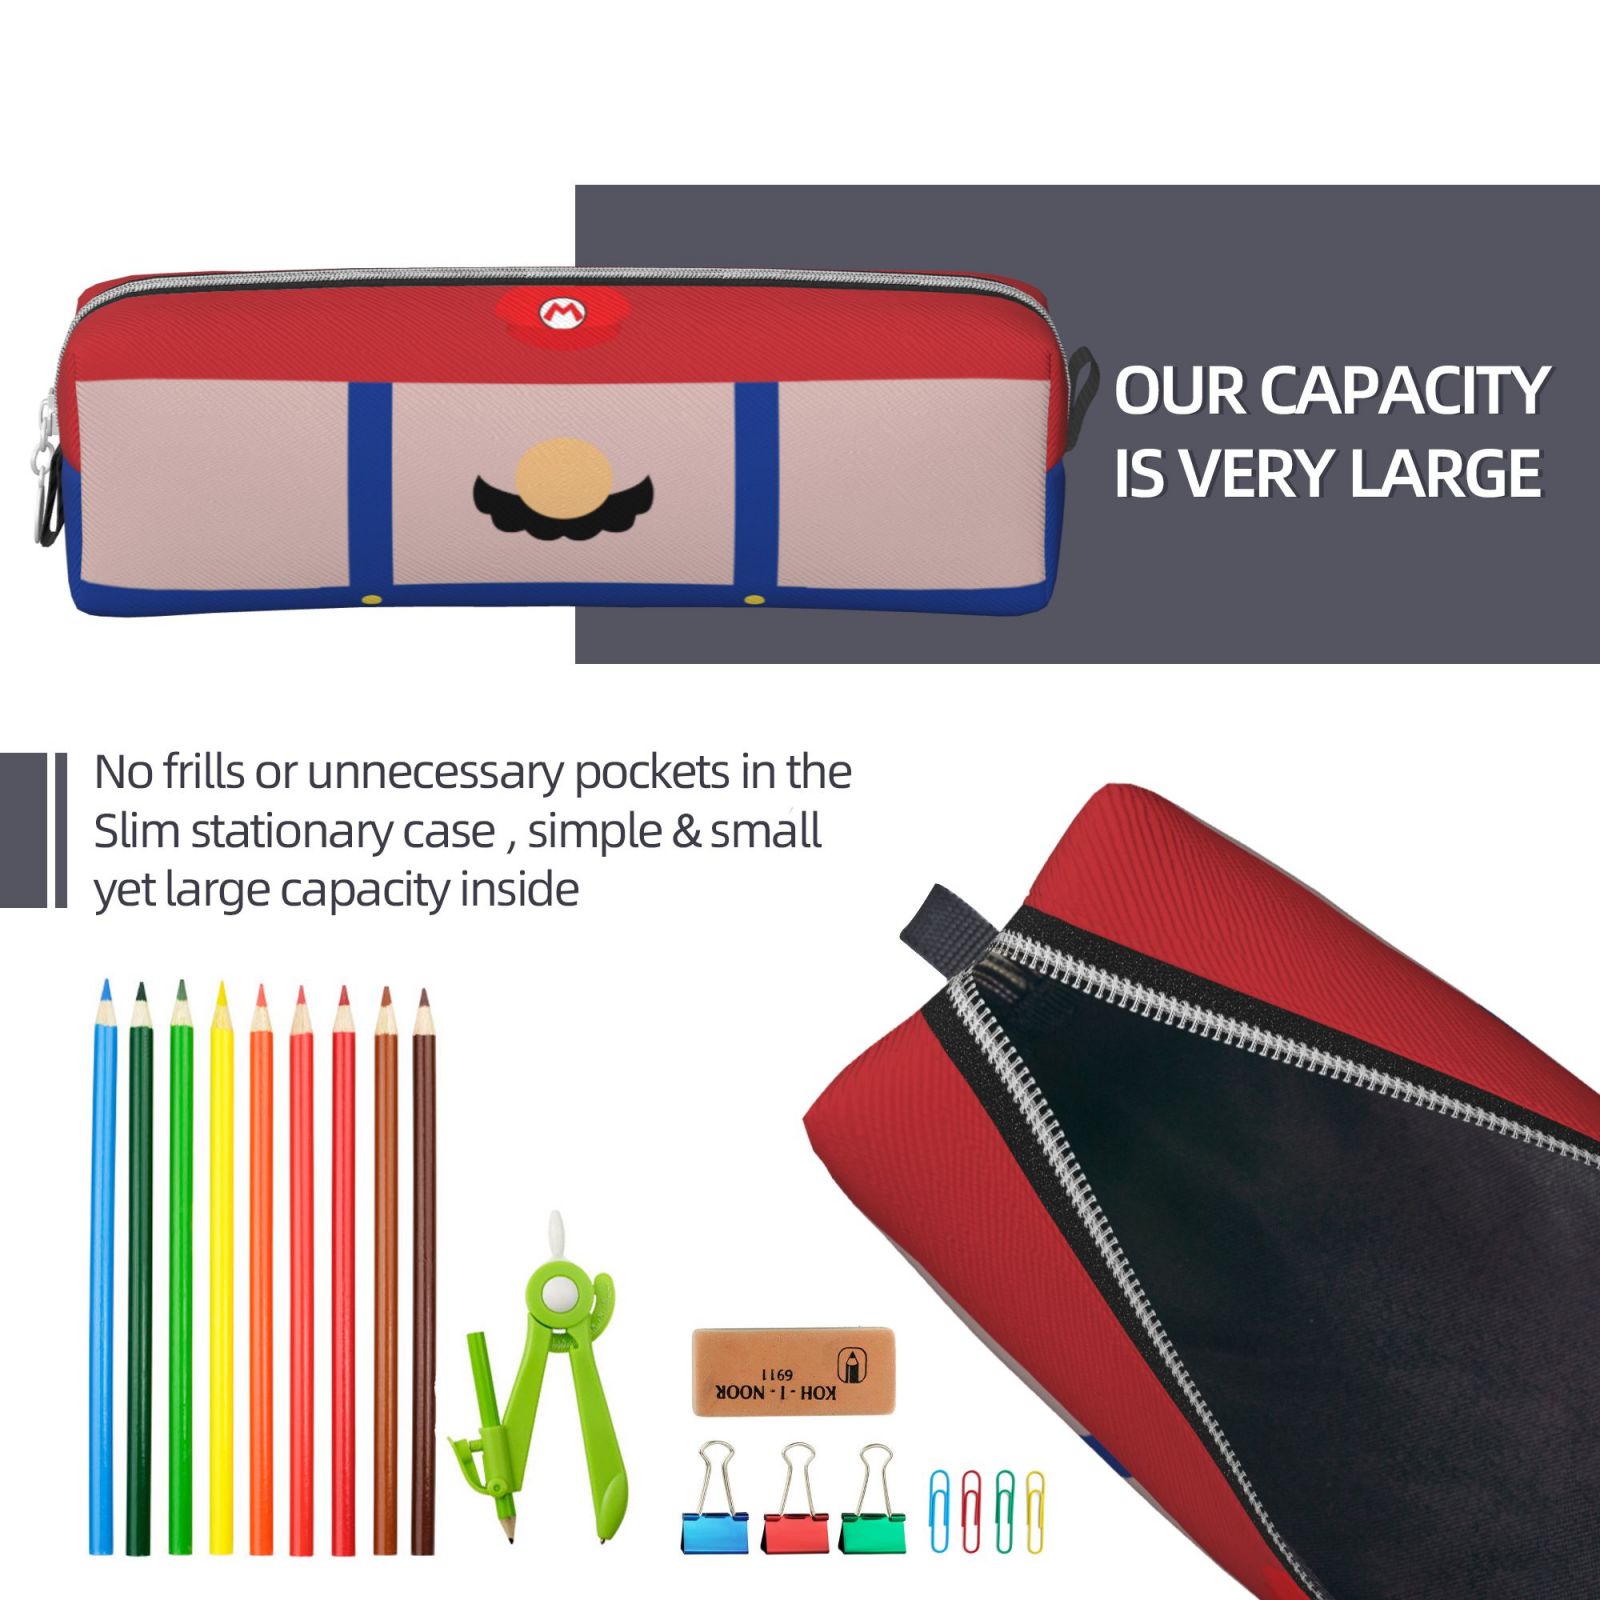 M
OUR CAPACITY
IS VERY LARGE
No frills or unnecessary pockets in the
Slim stationary case , simple & small
yet large capacity inside
KOH - I - NOOR
6911